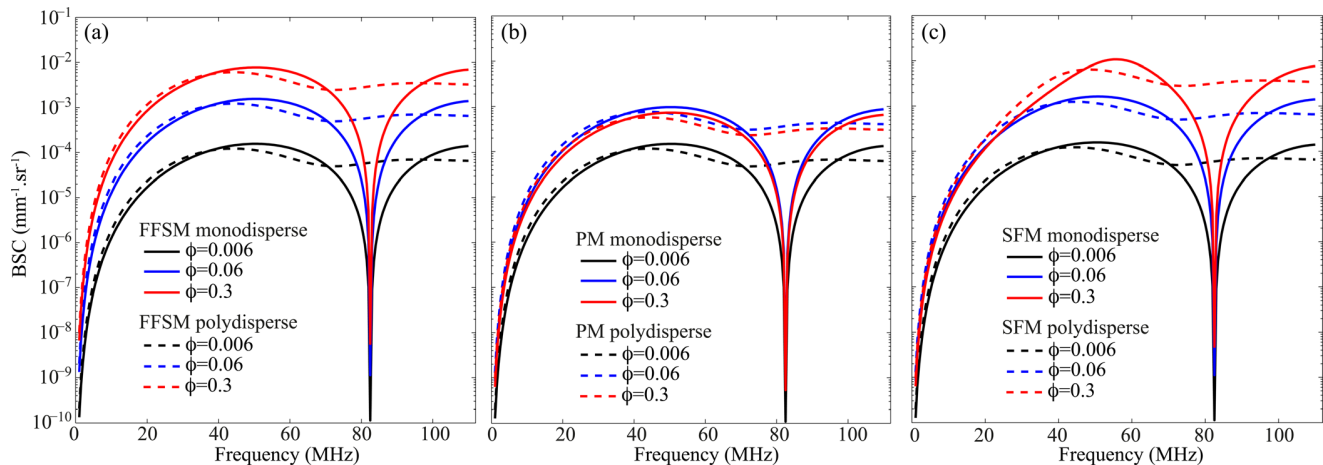 (a)
BSC (mm⁻¹.sr⁻¹)
10⁻¹
10⁻²
10⁻³
10⁻⁴
10⁻⁵
10⁻⁶
10⁻⁷
10⁻⁸
10⁻⁹
10⁻¹⁰
FFSM monodisperse
ϕ=0.006
ϕ=0.06
ϕ=0.3
FFSM polydisperse
ϕ=0.006
ϕ=0.06
ϕ=0.3
0 20 40 60 80 100
Frequency (MHz)
(b)
PM monodisperse
ϕ=0.006
ϕ=0.06
ϕ=0.3
PM polydisperse
ϕ=0.006
ϕ=0.06
ϕ=0.3
0 20 40 60 80 100
Frequency (MHz)
(c)
SFM monodisperse
ϕ=0.006
ϕ=0.06
ϕ=0.3
SFM polydisperse
ϕ=0.006
ϕ=0.06
ϕ=0.3
0 20 40 60 80 100
Frequency (MHz)